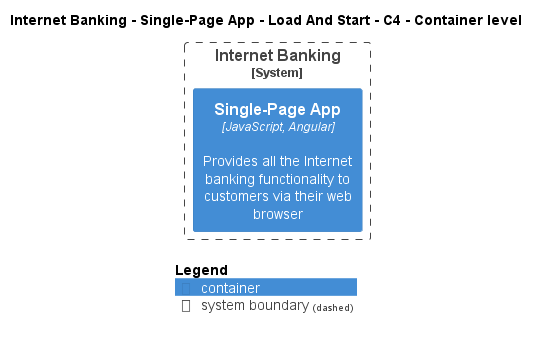 Internet Banking - Single-Page App - Load And Start - C4 - Container level
Internet Banking
[System]
Single-Page App
[JavaScript, Angular]
Provides all the Internet
banking functionality to
customers via their web
browser
Legend
container
system boundary (dashed)